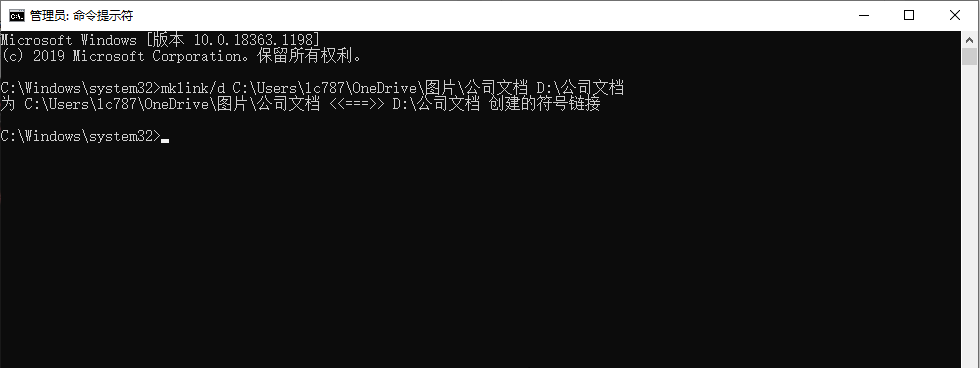 管理员: 命令提示符
Microsoft Windows [版本 10.0.18363.1198]
(c) 2019 Microsoft Corporation。保留所有权利。
C:\Windows\system32>mklink/d C:\Users\1c787\OneDrive\图片\公司文档 D:\公司文档
为 C:\Users\1c787\OneDrive\图片\公司文档 <<===>> D:\公司文档 创建的符号链接
C:\Windows\system32>